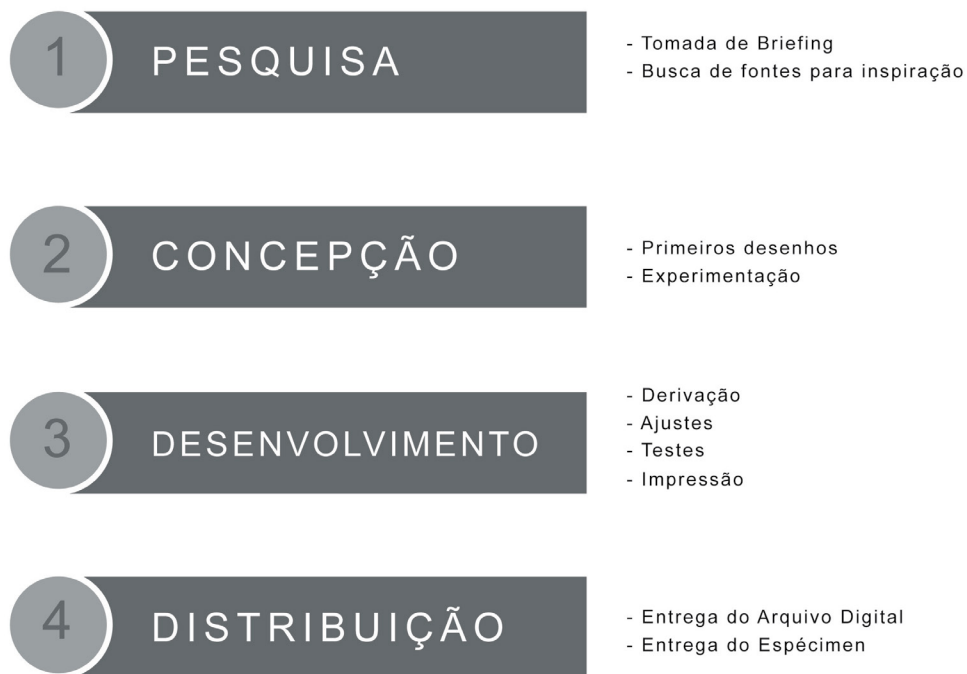 1
PESQUISA
- Tomada de Briefing
- Busca de fontes para inspiração
2
CONCEPÇÃO
- Primeiros desenhos
- Experimentação
3
DESENVOLVIMENTO
- Derivação
- Ajustes
- Testes
- Impressão
4
DISTRIBUIÇÃO
- Entrega do Arquivo Digital
- Entrega do Espécimen